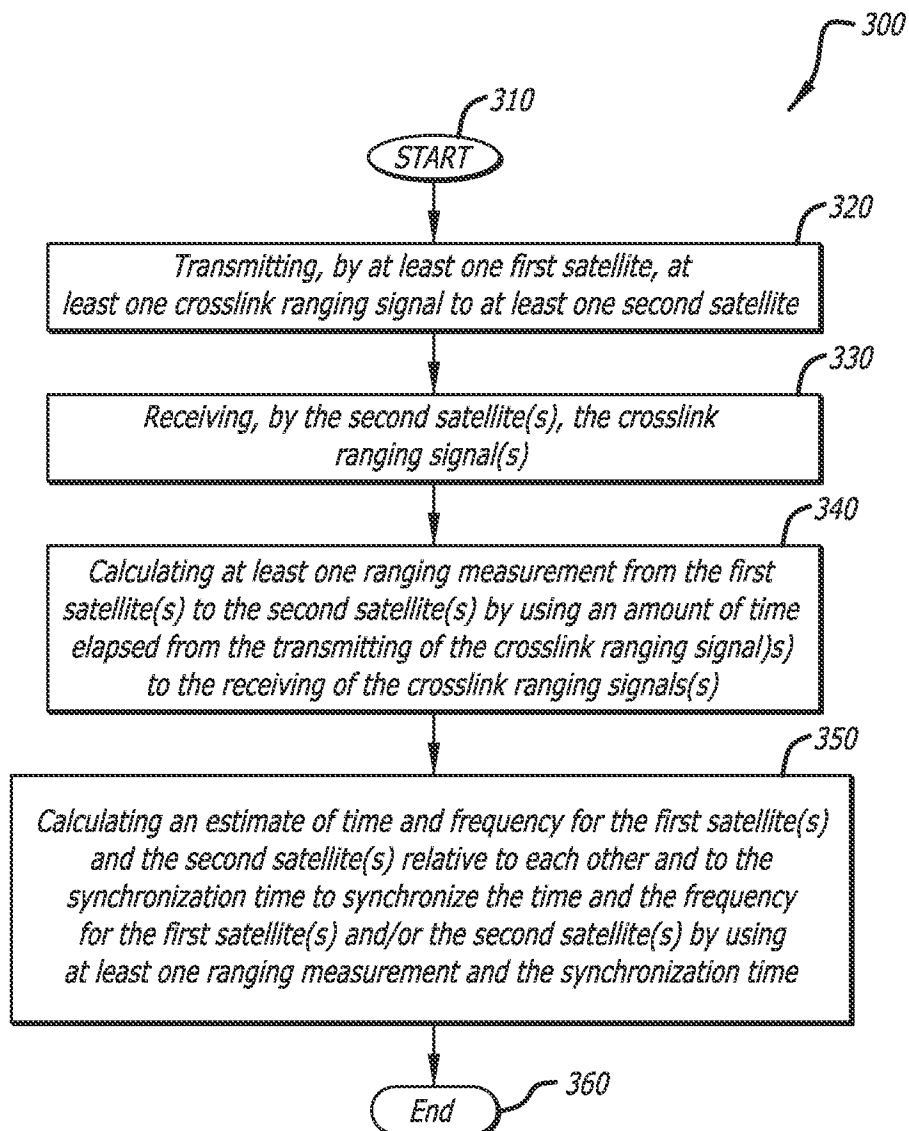 300
310
START
320
Transmitting, by at least one first satellite, at
least one crosslink ranging signal to at least one second satellite
330
Receiving, by the second satellite(s), the crosslink
ranging signal(s)
340
Calculating at least one ranging measurement from the first
satellite(s) to the second satellite(s) by using an amount of time
elapsed from the transmitting of the crosslink ranging signal)s)
to the receiving of the crosslink ranging signals(s)
350
Calculating an estimate of time and frequency for the first satellite(s)
and the second satellite(s) relative to each other and to the
synchronization time to synchronize the time and the frequency
for the first satellite(s) and/or the second satellite(s) by using
at least one ranging measurement and the synchronization time
End
360